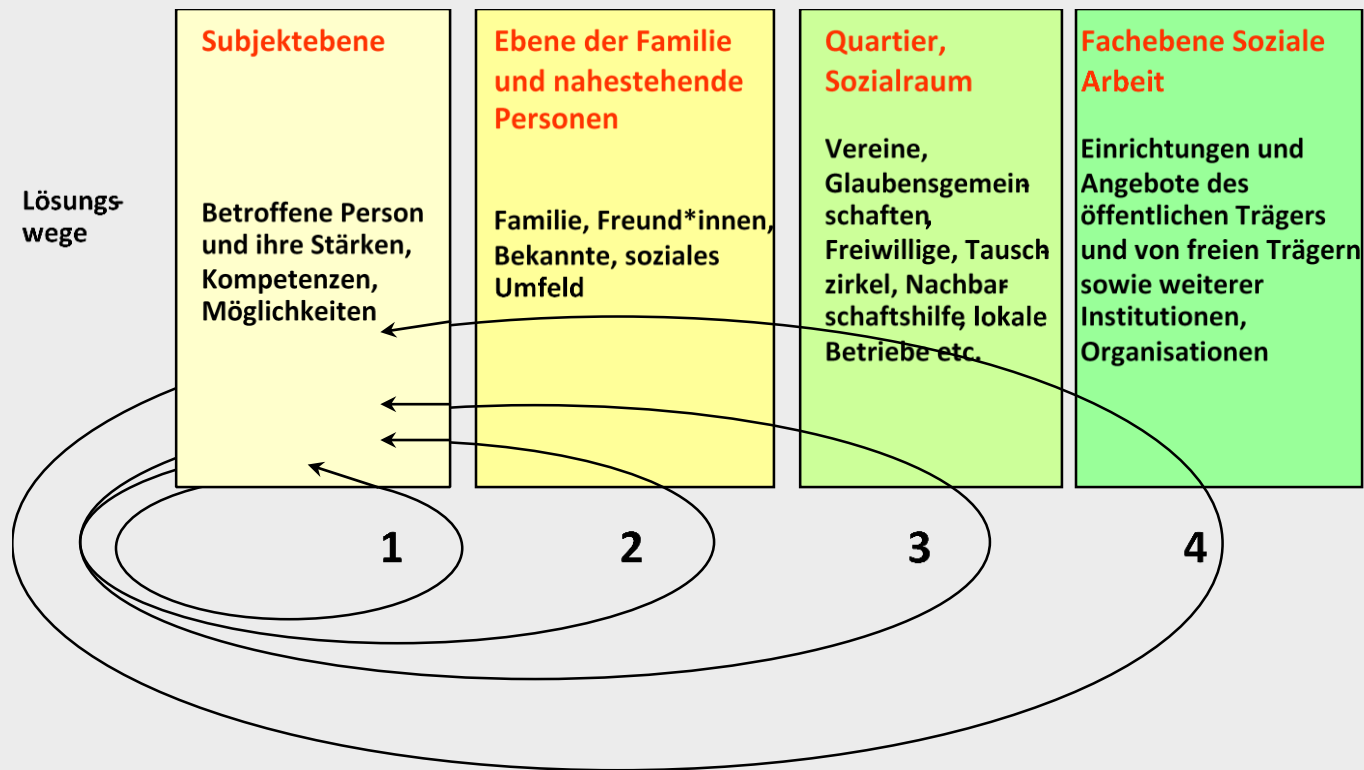 Lösungs-
wege
Subjektebene
Betroffene Person
und ihre Stärken,
Kompetenzen,
Möglichkeiten
Ebene der Familie
und nahestehende
Personen
Familie, Freund*innen,
Bekannte, soziales
Umfeld
Quartier,
Sozialraum
Vereine,
Glaubensgemein-
schaften,
Freiwillige, Tausch-
zirkel, Nachbar-
schaftshilfe, lokale
Betriebe etc.
Fachebene Soziale
Arbeit
Einrichtungen und
Angebote des
öffentlichen Trägers
und von freien Trägern
sowie weiterer
Institutionen,
Organisationen
1
2
3
4